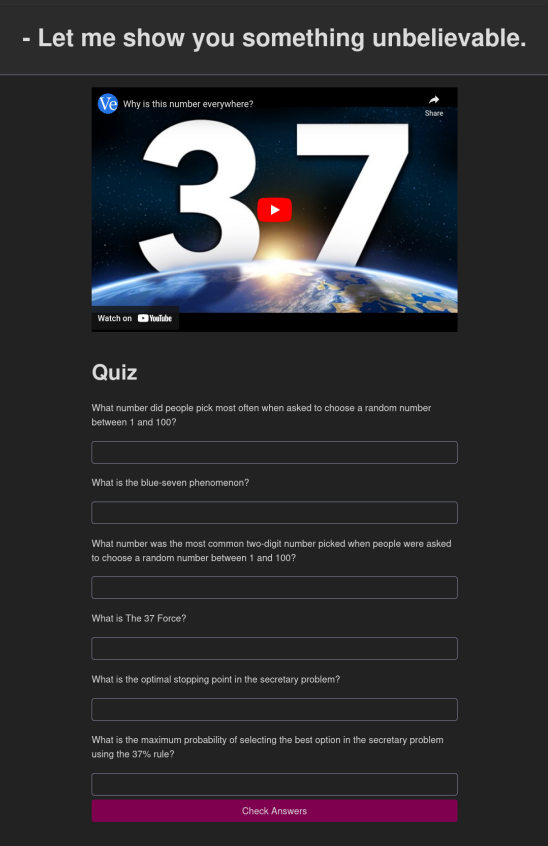 - Let me show you something unbelievable.
Ve Why is this number everywhere?
Share
37
Watch on YouTube
Quiz
What number did people pick most often when asked to choose a random number
between 1 and 100?
What is the blue-seven phenomenon?
What number was the most common two-digit number picked when people were asked
to choose a random number between 1 and 100?
What is The 37 Force?
What is the optimal stopping point in the secretary problem?
What is the maximum probability of selecting the best option in the secretary problem
using the 37% rule?
Check Answers